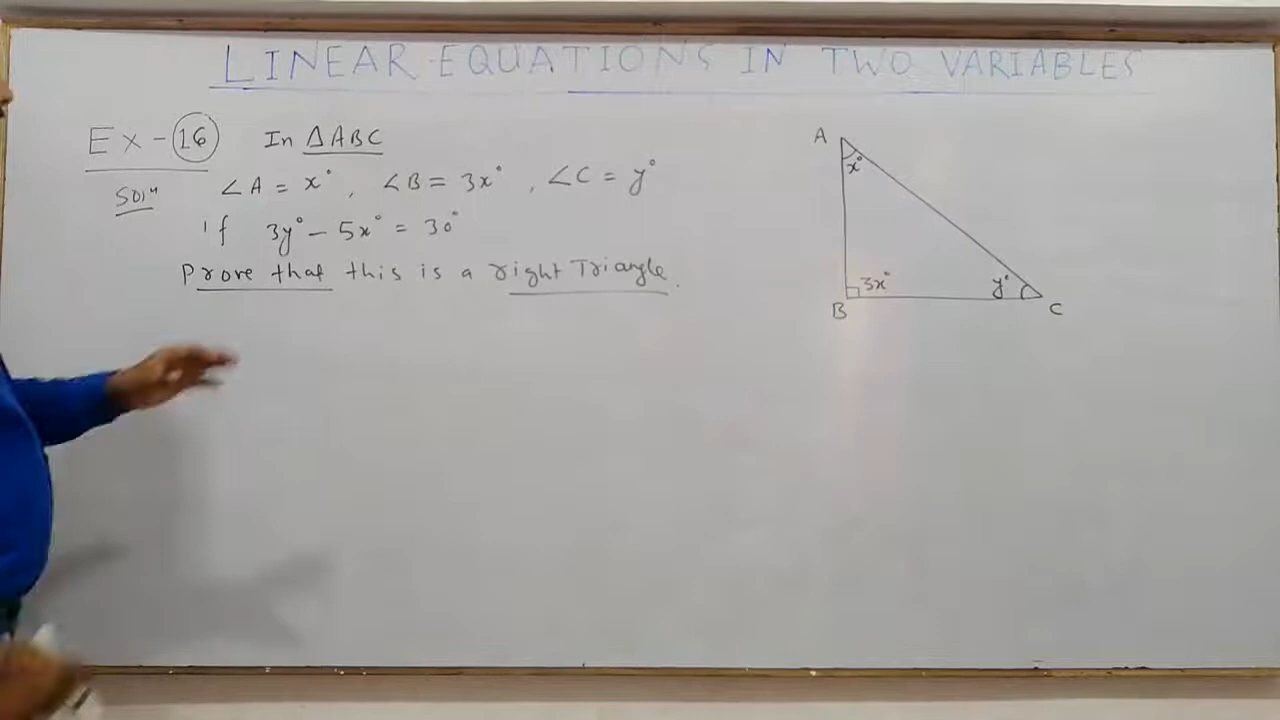 LINEAR EQUATIONS IN TWO VARIABLES
Ex-16 In △ABC
Solⁿ ∠A = x°, ∠B = 3x°, ∠C = y°
if 3y° - 5x° = 30°
Prove that this is a right Triangle.
A
x°
3x° y°
B C